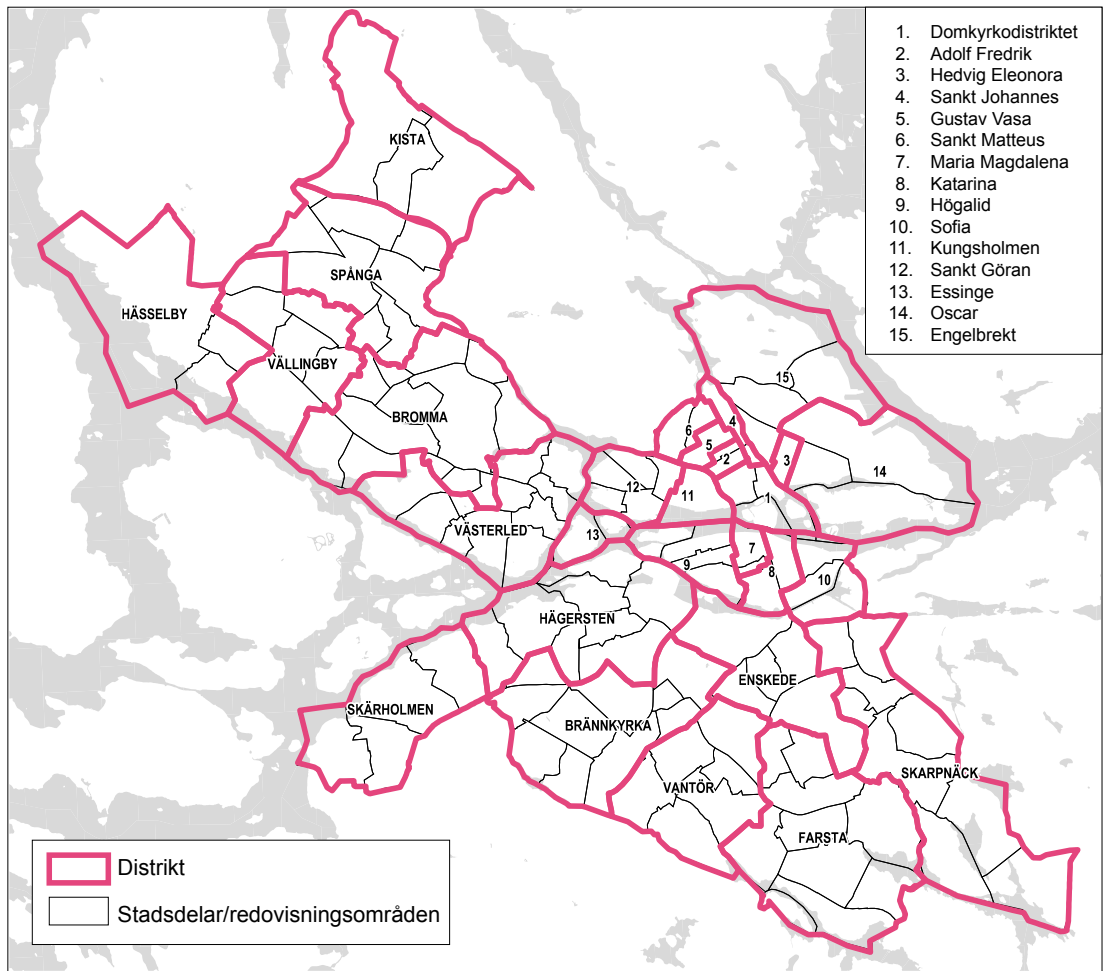 1. Domkyrkodistriktet
2. Adolf Fredrik
3. Hedvig Eleonora
4. Sankt Johannes
5. Gustav Vasa
6. Sankt Matteus
7. Maria Magdalena
8. Katarina
9. Högalid
10. Sofia
11. Kungsholmen
12. Sankt Göran
13. Essinge
14. Oscar
15. Engelbrekt
KISTA
SPÅNGA
HÄSSELBY
VÄLLINGBY
BROMMA
15
4
6
5
2
3
14
12
11
1
VÄSTERLED
13
7
9
8
10
HÄGERSTEN
ENSKEDE
SKÄRHOLMEN
BRÄNNKYRKA
SKARPNÄCK
VANTÖR
FARSTA
Distrikt
Stadsdelar/redovisningsområden